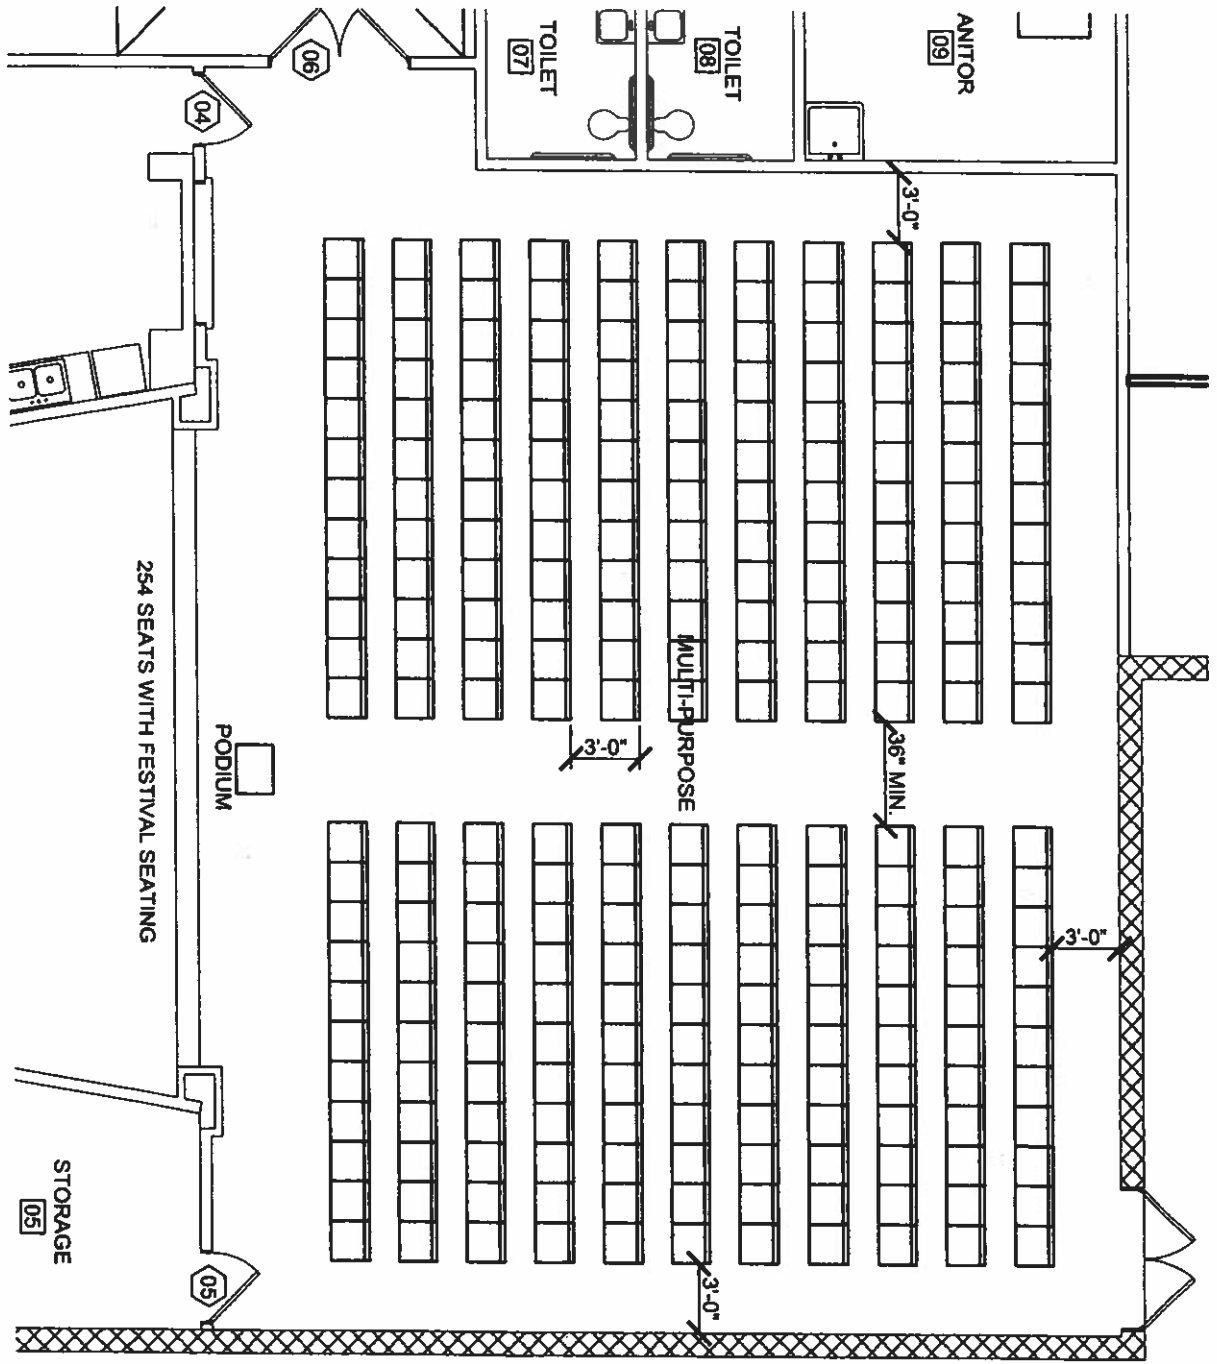 ANITOR
09
TOILET
08
TOILET
07
06
04
3'-0"
MULTI-PURPOSE
3'-0"
36" MIN.
3'-0"
3'-0"
PODIUM
254 SEATS WITH FESTIVAL SEATING
STORAGE
05
05